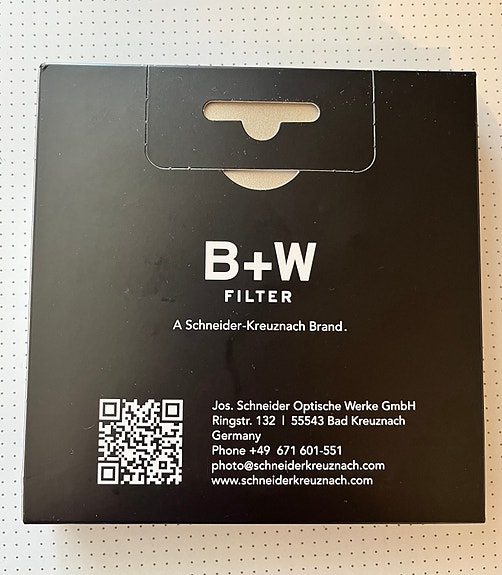 B+W
FILTER
A Schneider-Kreuznach Brand.
Jos. Schneider Optische Werke GmbH
Ringstr. 132 | 55543 Bad Kreuznach
Germany
Phone +49 671 601-551
photo@schneiderkreuznach.com
www.schneiderkreuznach.com